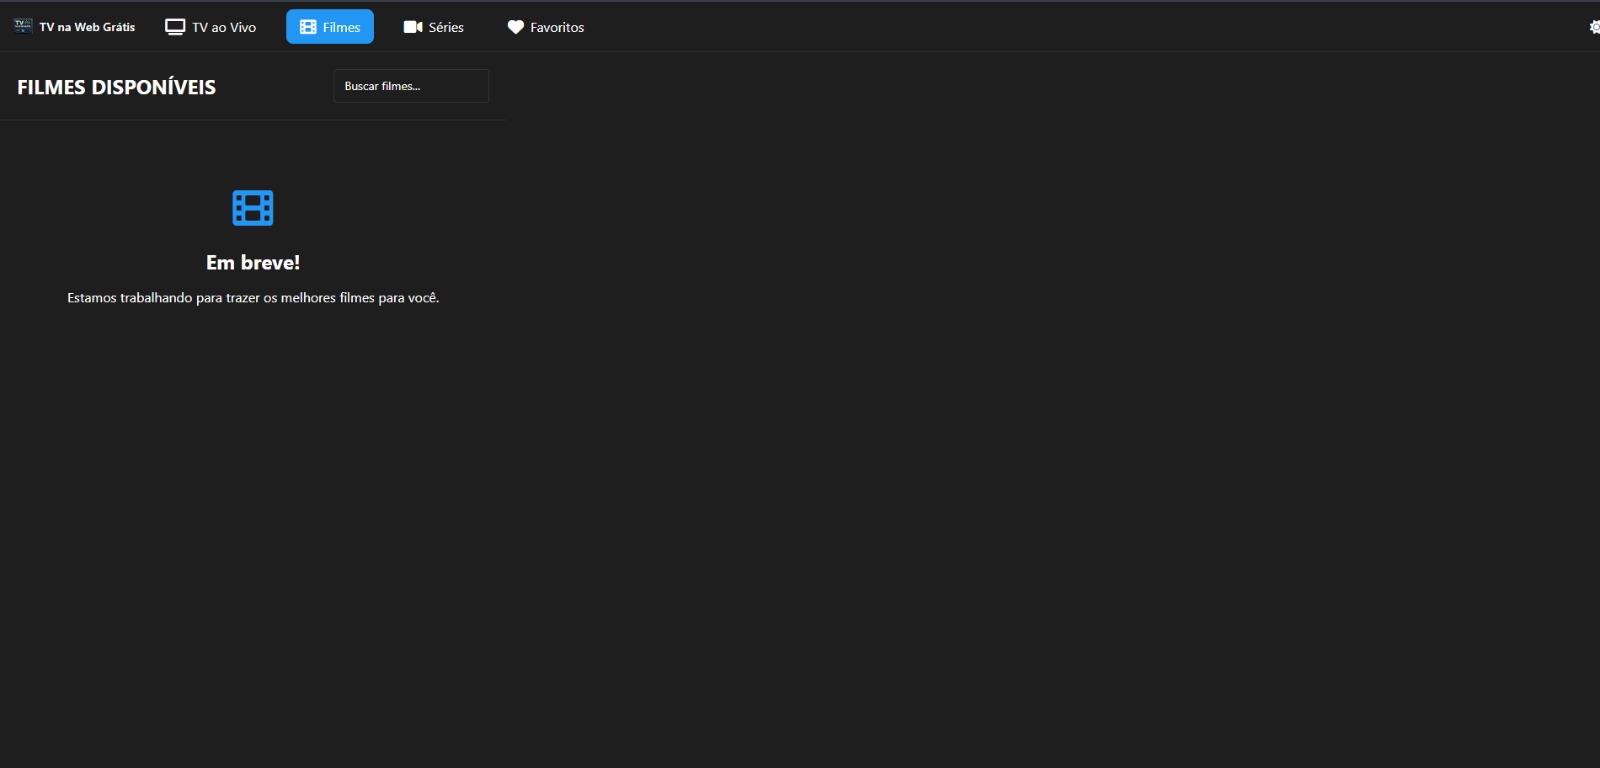 TV na Web Grátis TV ao Vivo Filmes Séries Favoritos
FILMES DISPONÍVEIS Buscar filmes...
Em breve!
Estamos trabalhando para trazer os melhores filmes para você.